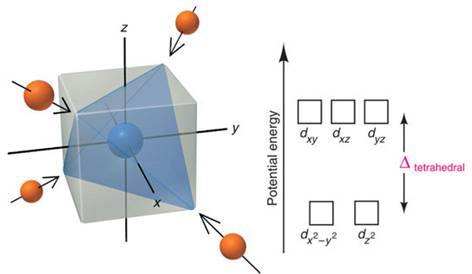 z
y
x
Potential energy
dxy dxz dyz
Δ tetrahedral
dx²−y² dz²